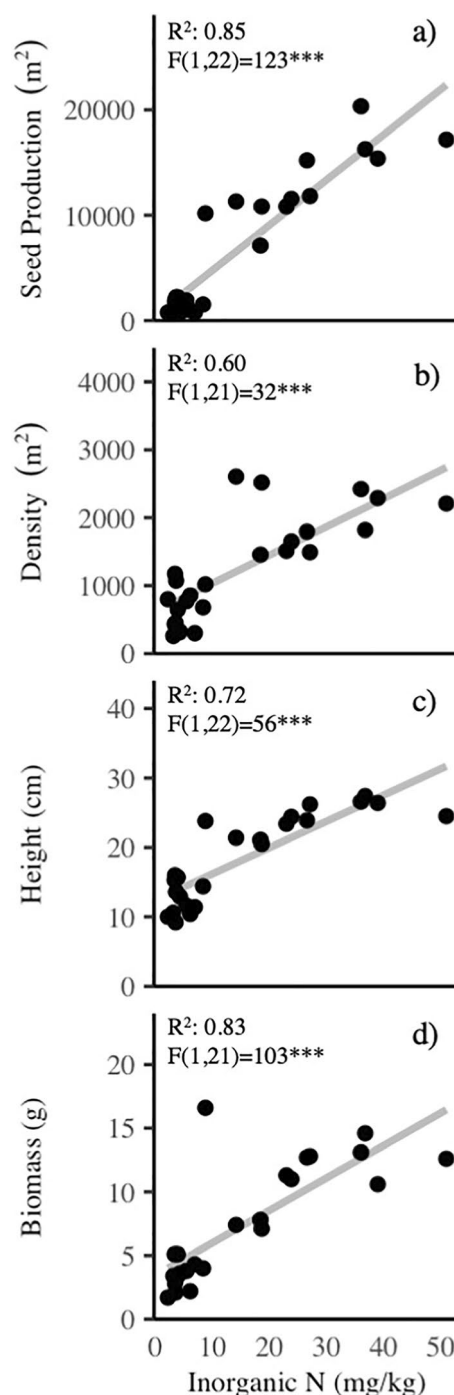 a)
R²: 0.85
F(1,22)=123***
Seed Production (m²)
20000
10000
0
b)
R²: 0.60
F(1,21)=32***
Density (m²)
4000
3000
2000
1000
0
c)
R²: 0.72
F(1,22)=56***
Height (cm)
40
30
20
10
0
d)
R²: 0.83
F(1,21)=103***
Biomass (g)
20
15
10
5
0
0 10 20 30 40 50
Inorganic N (mg/kg)